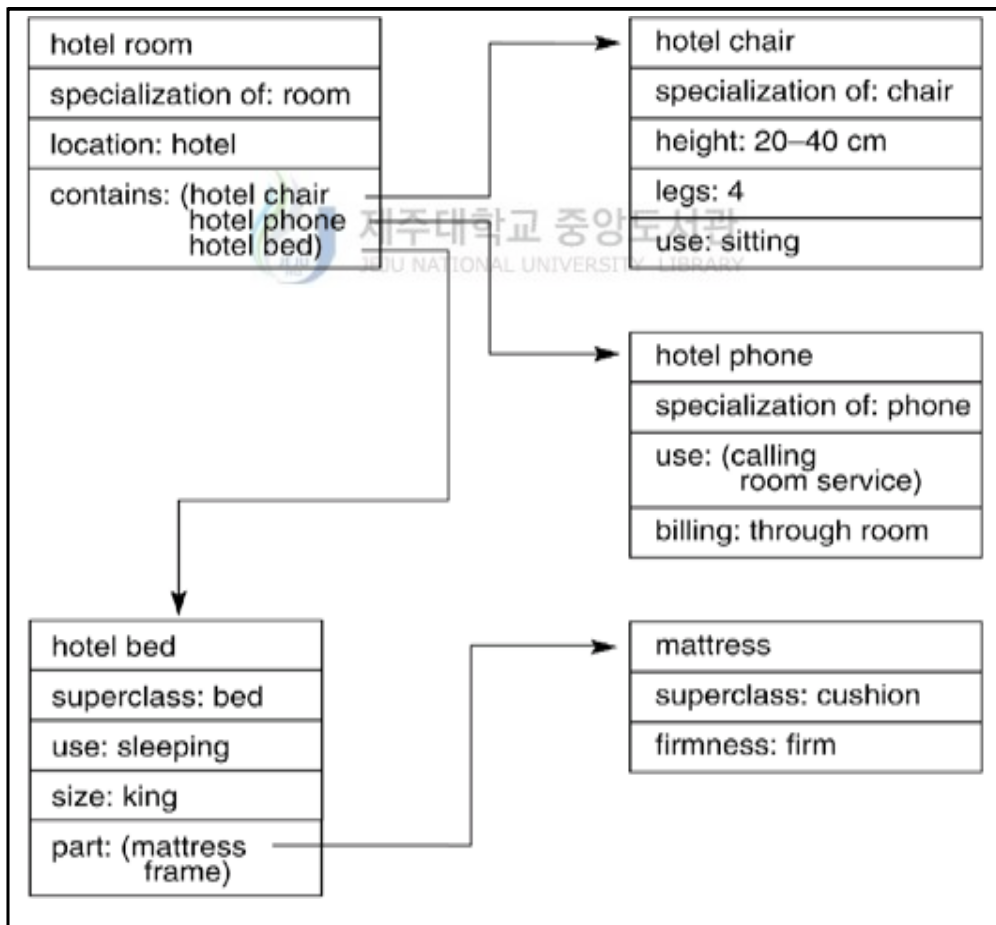 hotel room
specialization of: room
location: hotel
contains: (hotel chair
hotel phone
hotel bed)
hotel chair
specialization of: chair
height: 20–40 cm
legs: 4
use: sitting
제주대학교 중앙도서관
JEJU NATIONAL UNIVERSITY LIBRARY
hotel phone
specialization of: phone
use: (calling
room service)
billing: through room
hotel bed
superclass: bed
use: sleeping
size: king
part: (mattress
frame)
mattress
superclass: cushion
firmness: firm